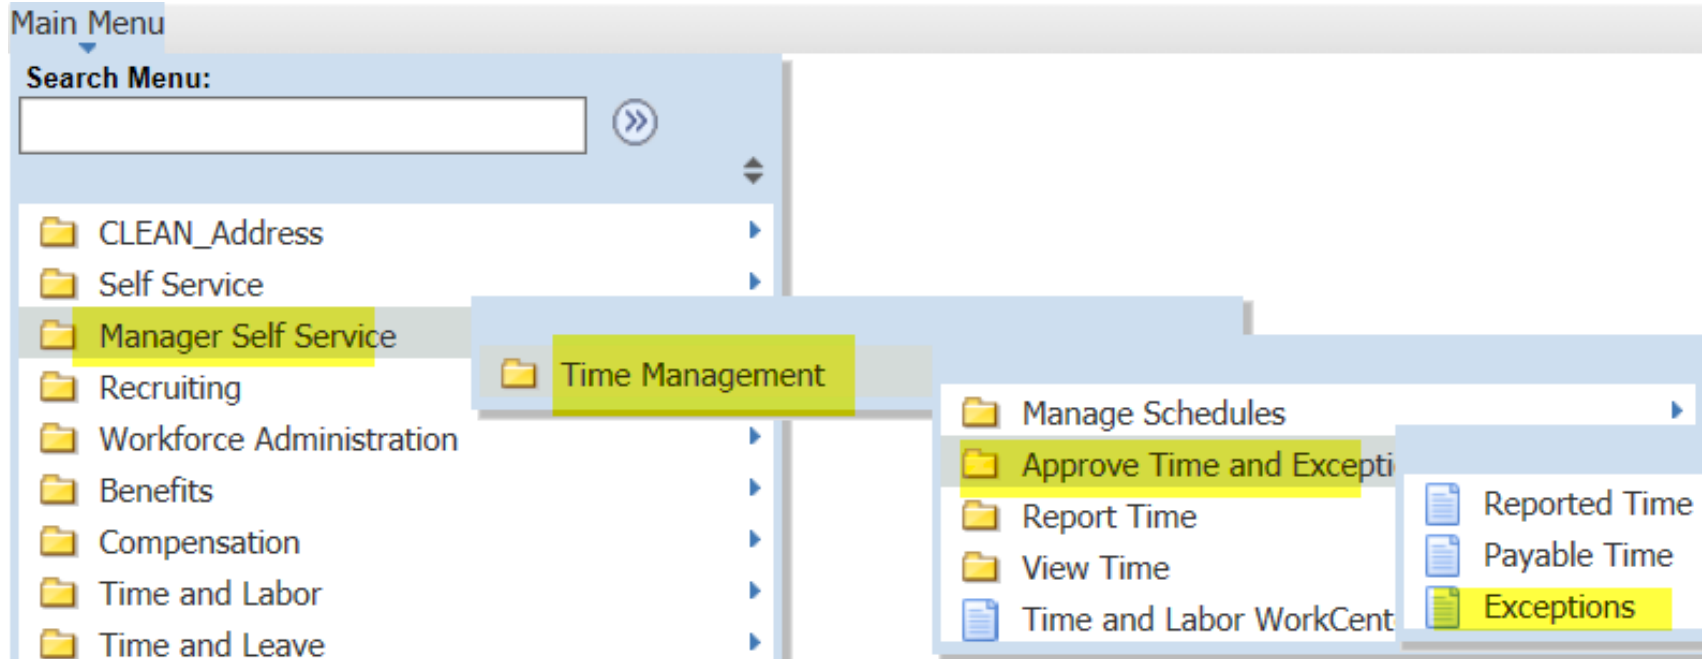 Main Menu
Search Menu:
CLEAN_Address
Self Service
Manager Self Service
Recruiting
Workforce Administration
Benefits
Compensation
Time and Labor
Time and Leave
Time Management
Manage Schedules
Approve Time and Excepti
Report Time
View Time
Time and Labor WorkCent
Reported Time
Payable Time
Exceptions